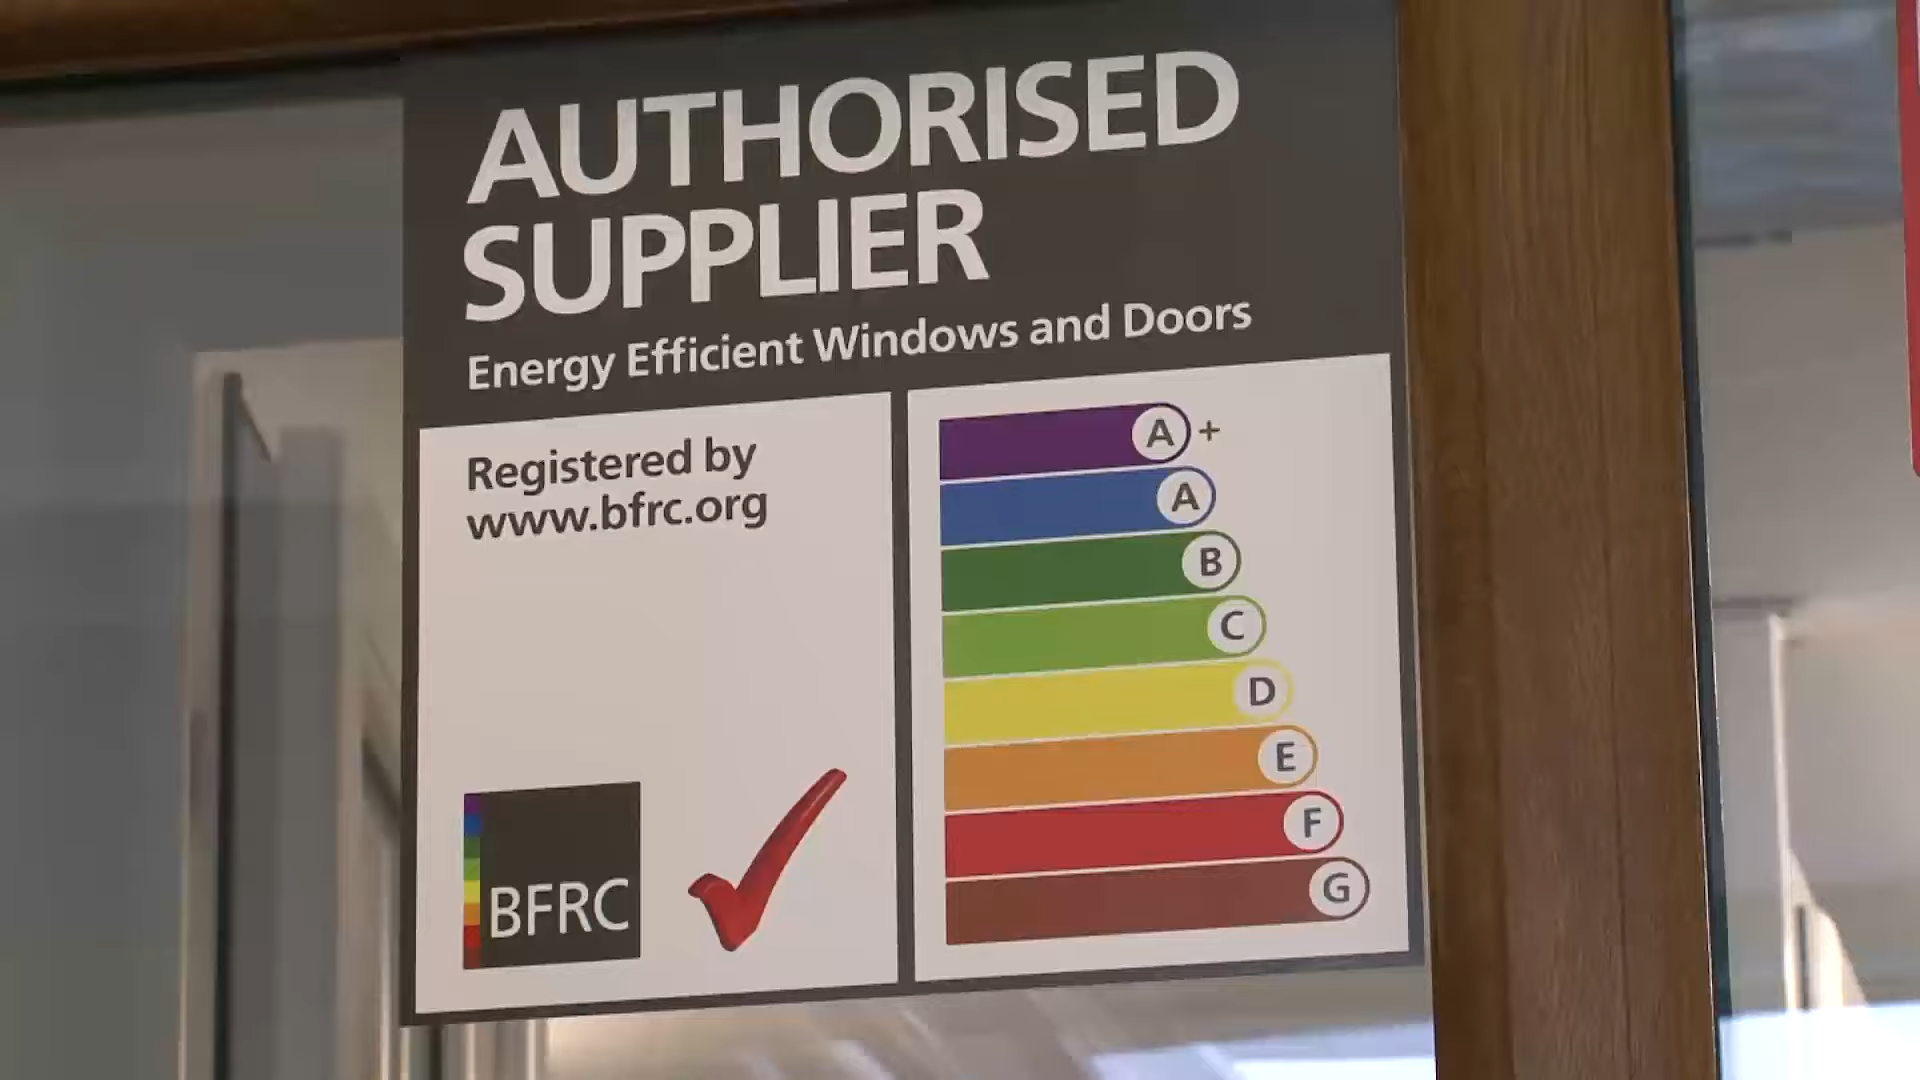 AUTHORISED
SUPPLIER
Energy Efficient Windows and Doors
Registered by
www.bfrc.org
BFRC
A+
A
B
C
D
E
F
G